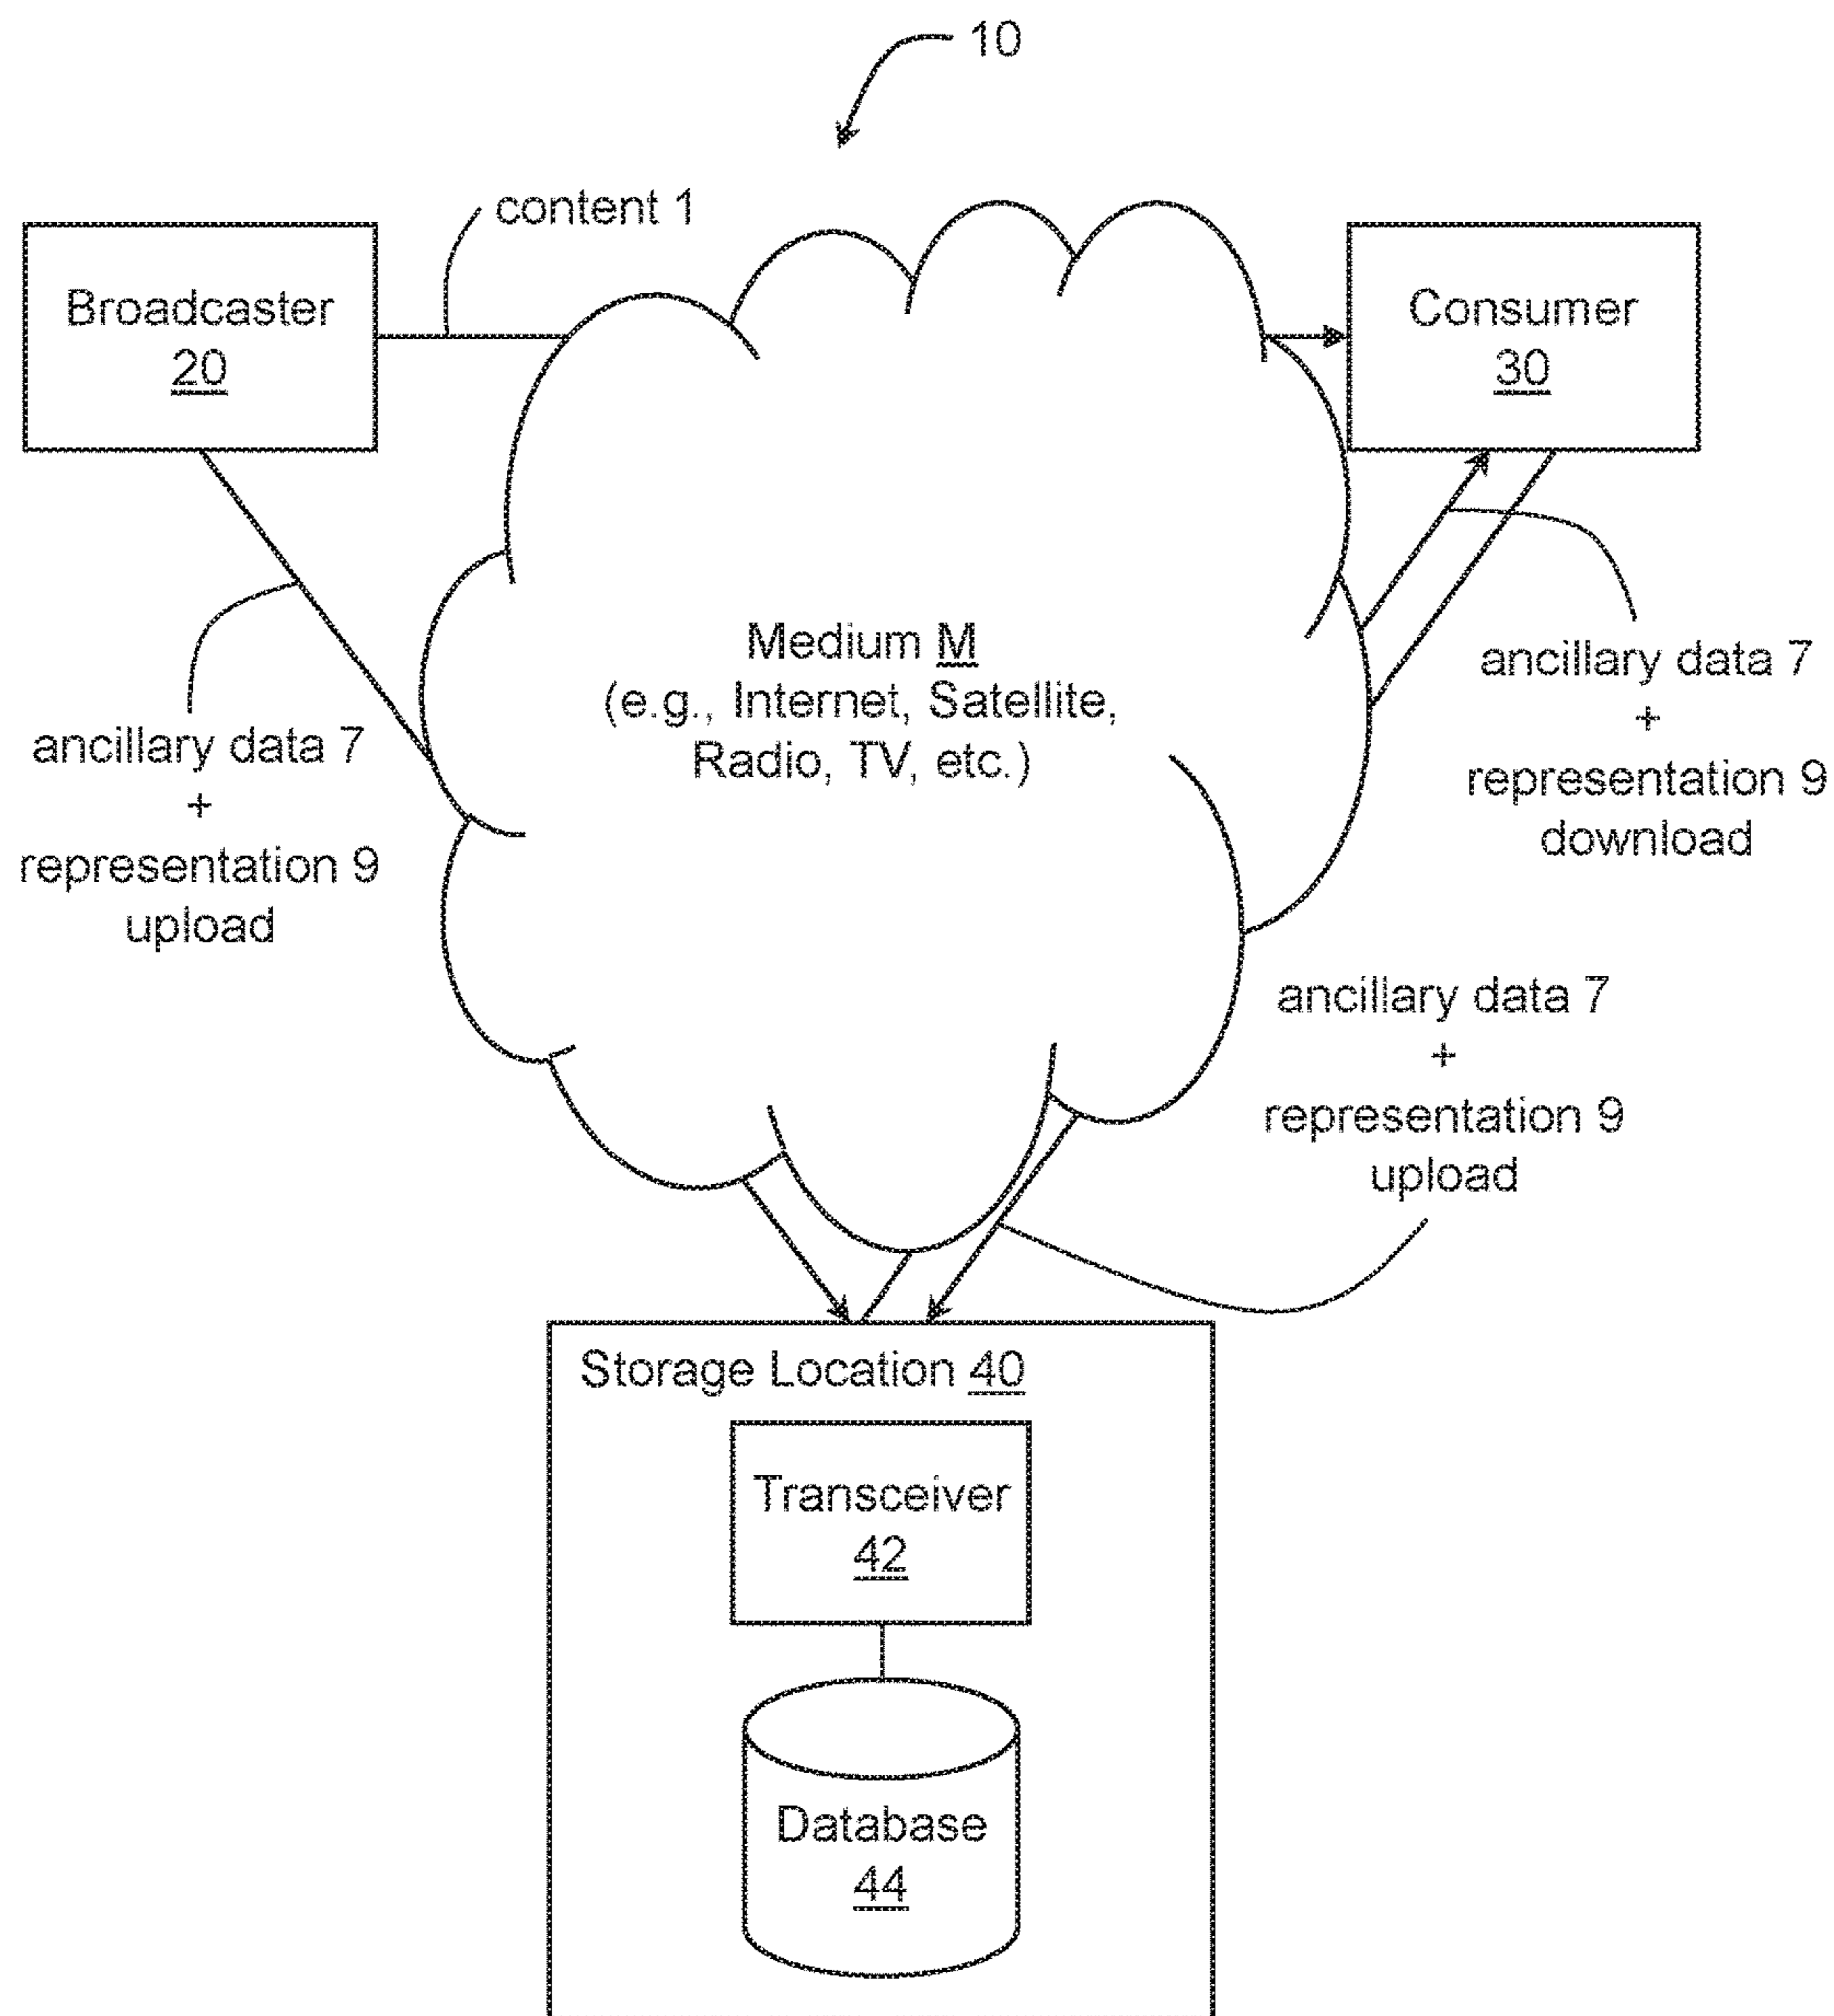 10
content 1
Broadcaster
20
Consumer
30
Medium M
(e.g., Internet, Satellite,
Radio, TV, etc.)
ancillary data 7
+
representation 9
upload
ancillary data 7
+
representation 9
download
ancillary data 7
+
representation 9
upload
Storage Location 40
Transceiver
42
Database
44